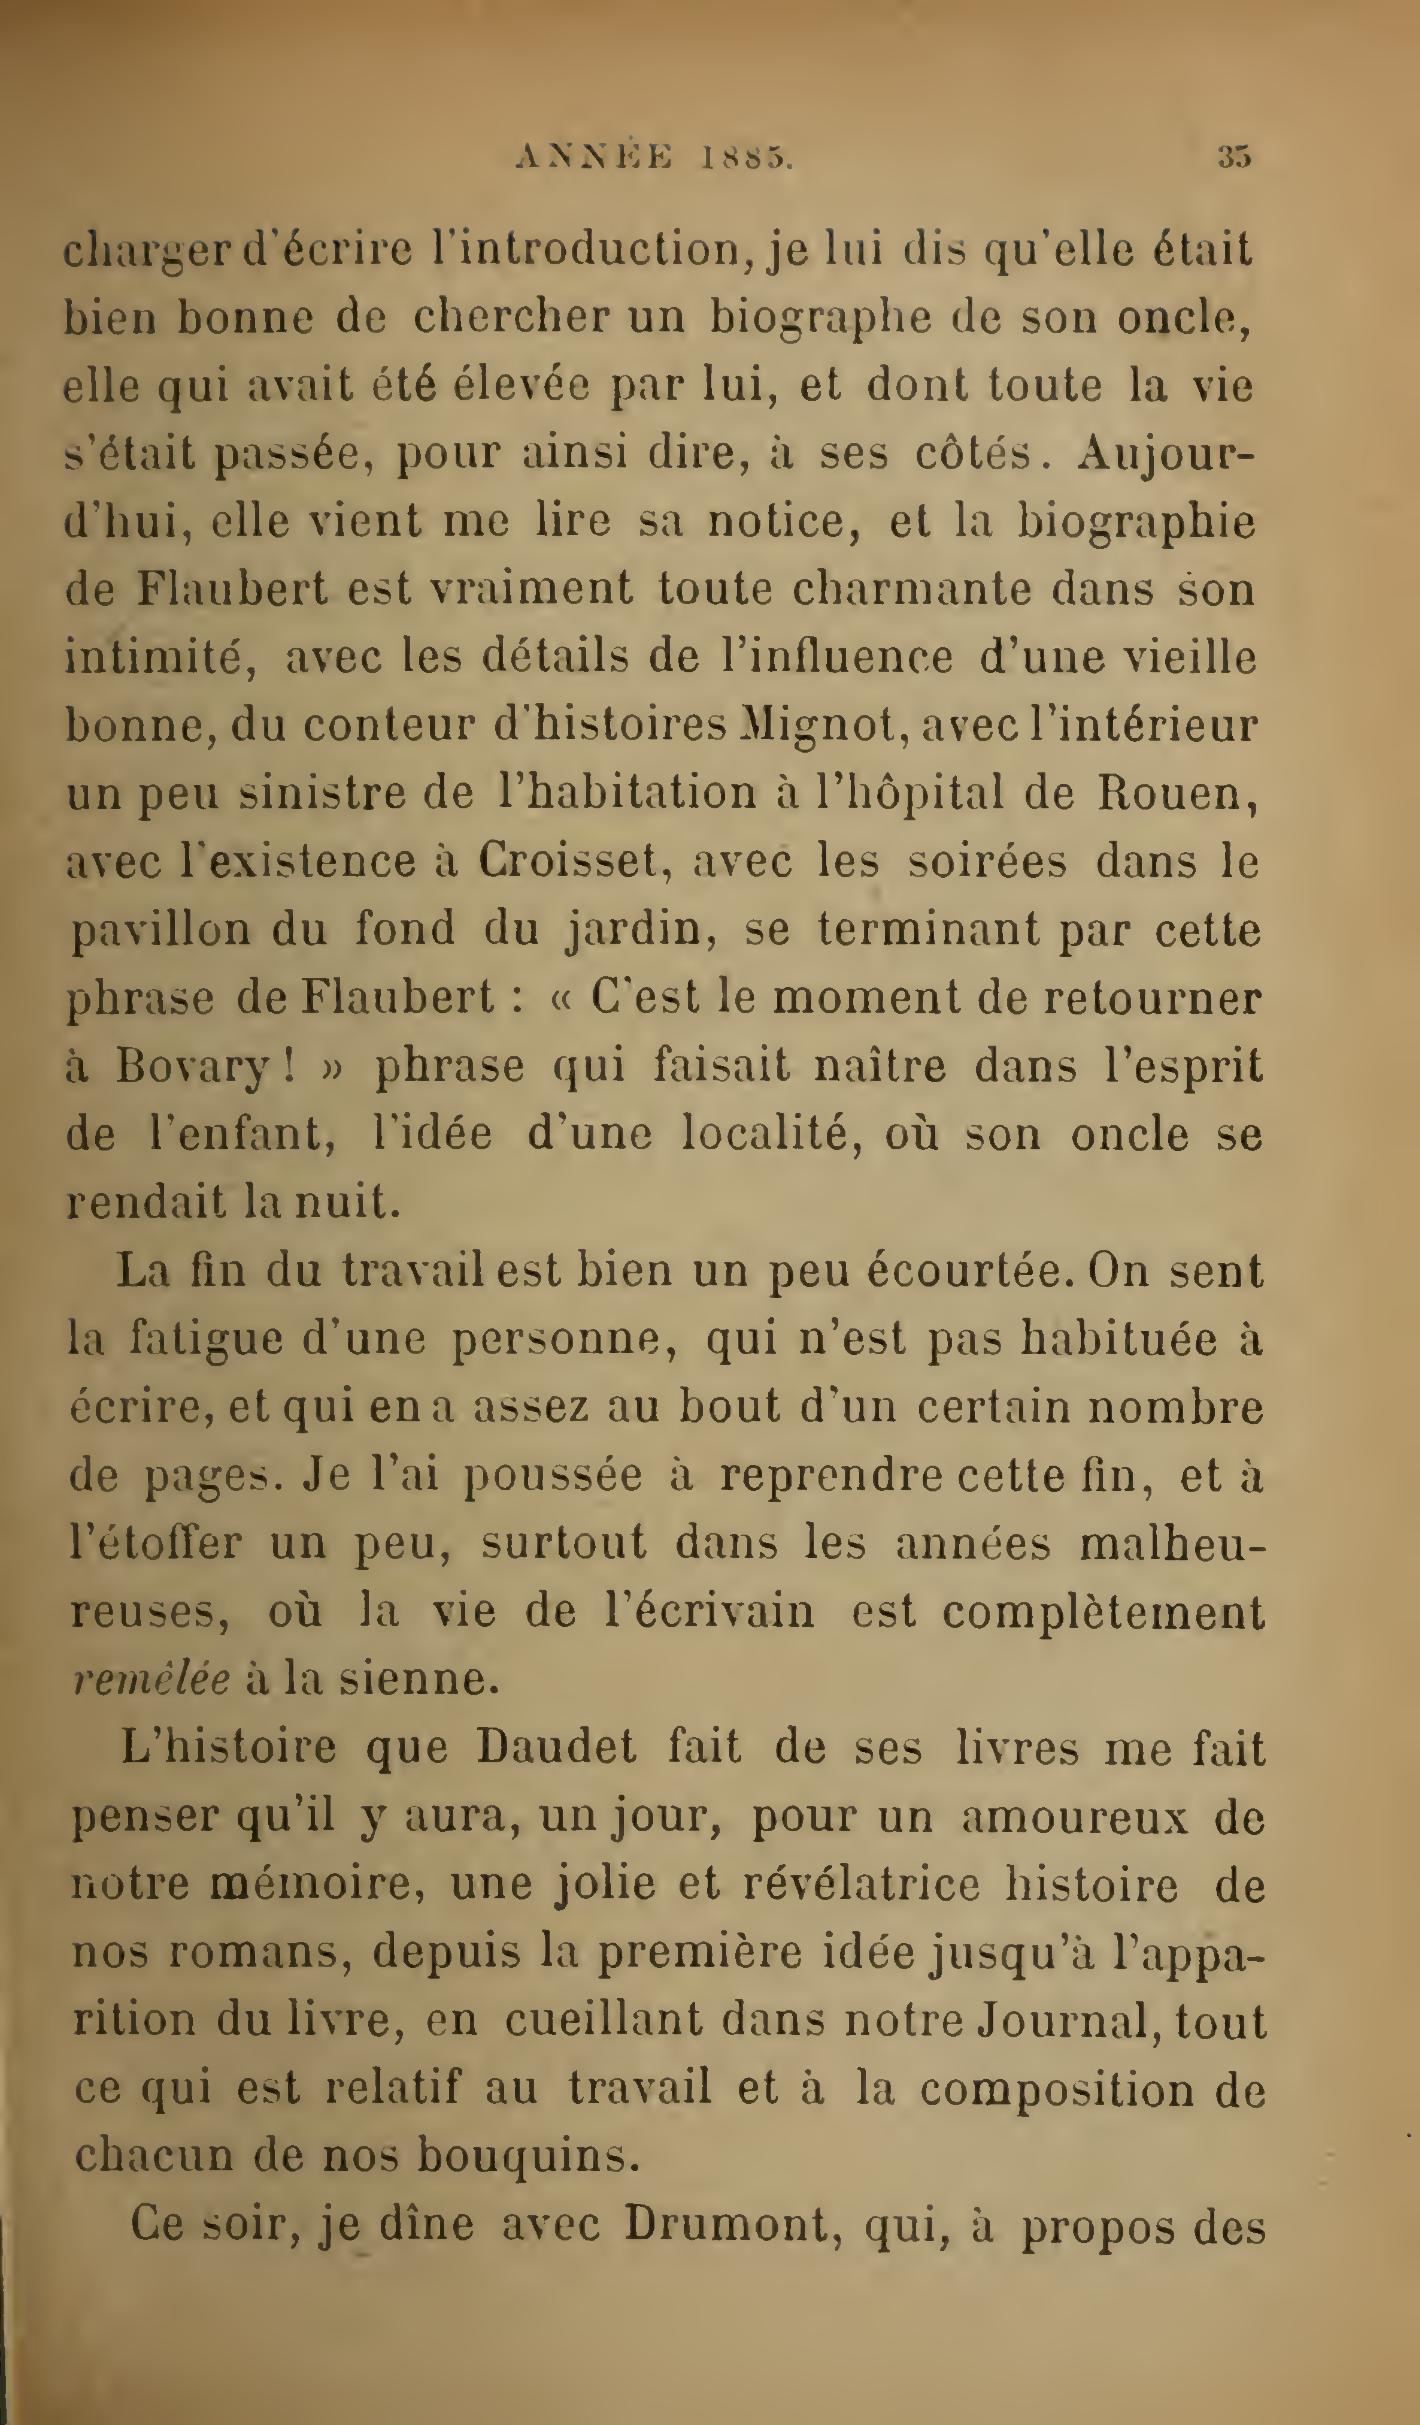 ANNÉE 1885. 35
charger d'écrire l'introduction, je lui dis qu'elle était
bien bonne de chercher un biographe de son oncle,
elle qui avait été élevée par lui, et dont toute la vie
s'était passée, pour ainsi dire, à ses côtés. Aujour-
d'hui, elle vient me lire sa notice, et la biographie
de Flaubert est vraiment toute charmante dans son
intimité, avec les détails de l'influence d'une vieille
bonne, du conteur d'histoires Mignot, avec l'intérieur
un peu sinistre de l'habitation à l'hôpital de Rouen,
avec l'existence à Croisset, avec les soirées dans le
pavillon du fond du jardin, se terminant par cette
phrase de Flaubert : « C'est le moment de retourner
à Bovary ! » phrase qui faisait naître dans l'esprit
de l'enfant, l'idée d'une localité, où son oncle se
rendait la nuit.
La fin du travail est bien un peu écourtée. On sent
la fatigue d'une personne, qui n'est pas habituée à
écrire, et qui en a assez au bout d'un certain nombre
de pages. Je l'ai poussée à reprendre cette fin, et à
l'étoffer un peu, surtout dans les années malheu-
reuses, où la vie de l'écrivain est complètement
remêlée à la sienne.
L'histoire que Daudet fait de ses livres me fait
penser qu'il y aura, un jour, pour un amoureux de
notre mémoire, une jolie et révélatrice histoire de
nos romans, depuis la première idée jusqu'à l'appa-
rition du livre, en cueillant dans notre Journal, tout
ce qui est relatif au travail et à la composition de
chacun de nos bouquins.
Ce soir, je dîne avec Drumont, qui, à propos des